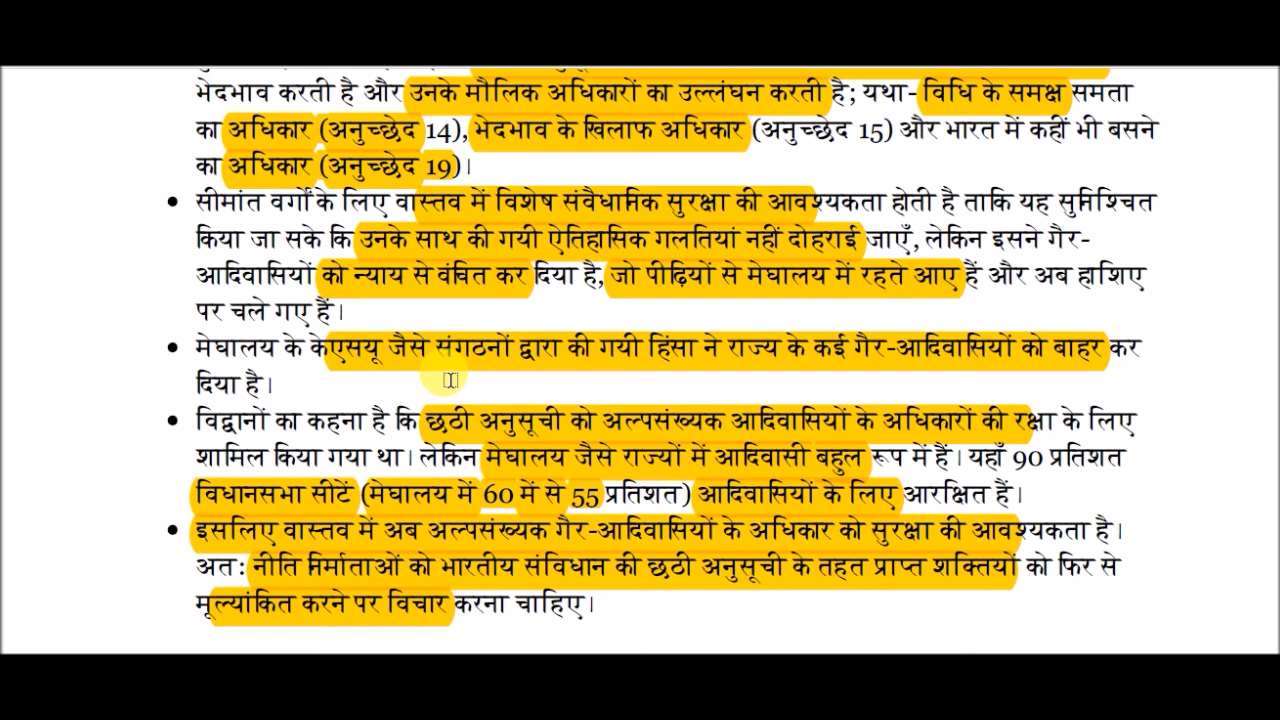 भेदभाव करती है और उनके मौलिक अधिकारों का उल्लंघन करती है; यथा- विधि के समक्ष समता
का अधिकार (अनुच्छेद 14), भेदभाव के खिलाफ अधिकार (अनुच्छेद 15) और भारत में कहीं भी बसने
का अधिकार (अनुच्छेद 19)।
• सीमांत वर्गों के लिए वास्तव में विशेष संवैधानिक सुरक्षा की आवश्यकता होती है ताकि यह सुनिश्चित
किया जा सके कि उनके साथ की गयी ऐतिहासिक गलतियां नहीं दोहराई जाएँ, लेकिन इसने गैर-
आदिवासियों को न्याय से वंचित कर दिया है, जो पीढ़ियों से मेघालय में रहते आए हैं और अब हाशिए
पर चले गए हैं।
• मेघालय के केएसयू जैसे संगठनों द्वारा की गयी हिंसा ने राज्य के कई गैर-आदिवासियों को बाहर कर
दिया है।
• विद्वानों का कहना है कि छठी अनुसूची को अल्पसंख्यक आदिवासियों के अधिकारों की रक्षा के लिए
शामिल किया गया था। लेकिन मेघालय जैसे राज्यों में आदिवासी बहुल रूप में हैं। यहाँ 90 प्रतिशत
विधानसभा सीटें (मेघालय में 60 में से 55 प्रतिशत) आदिवासियों के लिए आरक्षित हैं।
• इसलिए वास्तव में अब अल्पसंख्यक गैर-आदिवासियों के अधिकार को सुरक्षा की आवश्यकता है।
अतः नीति निर्माताओं को भारतीय संविधान की छठी अनुसूची के तहत प्राप्त शक्तियों को फिर से
मूल्यांकित करने पर विचार करना चाहिए।